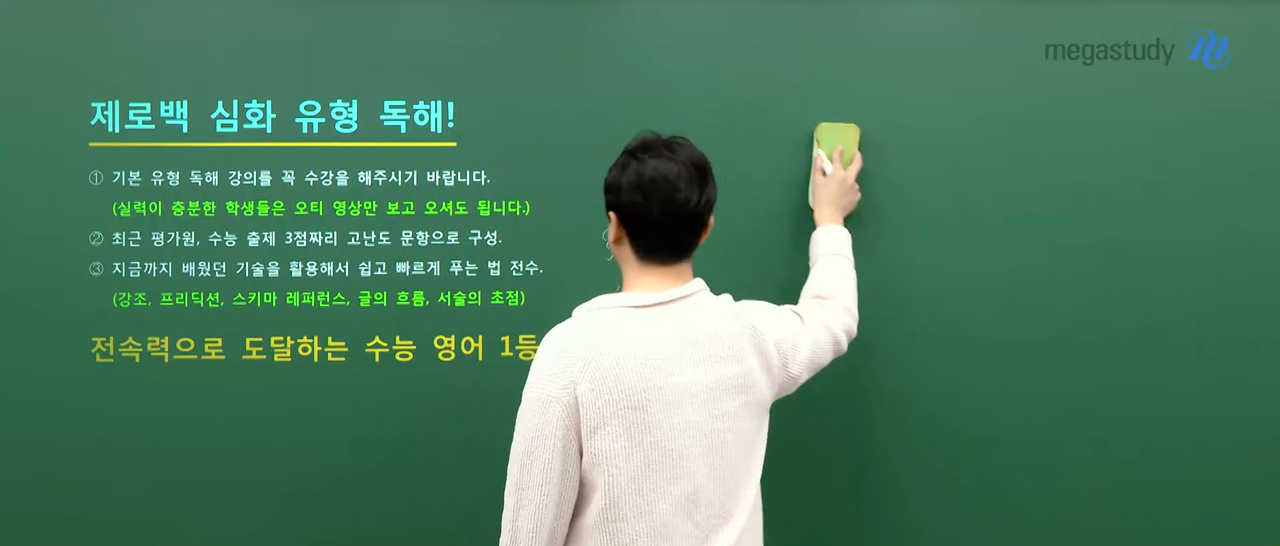 megastudy
제로백 심화 유형 독해!
① 기본 유형 독해 강의를 꼭 수강을 해주시기 바랍니다.
(실력이 충분한 학생들은 오티 영상만 보고 오셔도 됩니다.)
② 최근 평가원, 수능 출제 3점짜리 고난도 문항으로 구성.
③ 지금까지 배웠던 기술을 활용해서 쉽고 빠르게 푸는 법 전수.
(강조, 프리딕션, 스키마 레퍼런스, 글의 흐름, 서술의 초점)
전속력으로 도달하는 수능 영어 1등